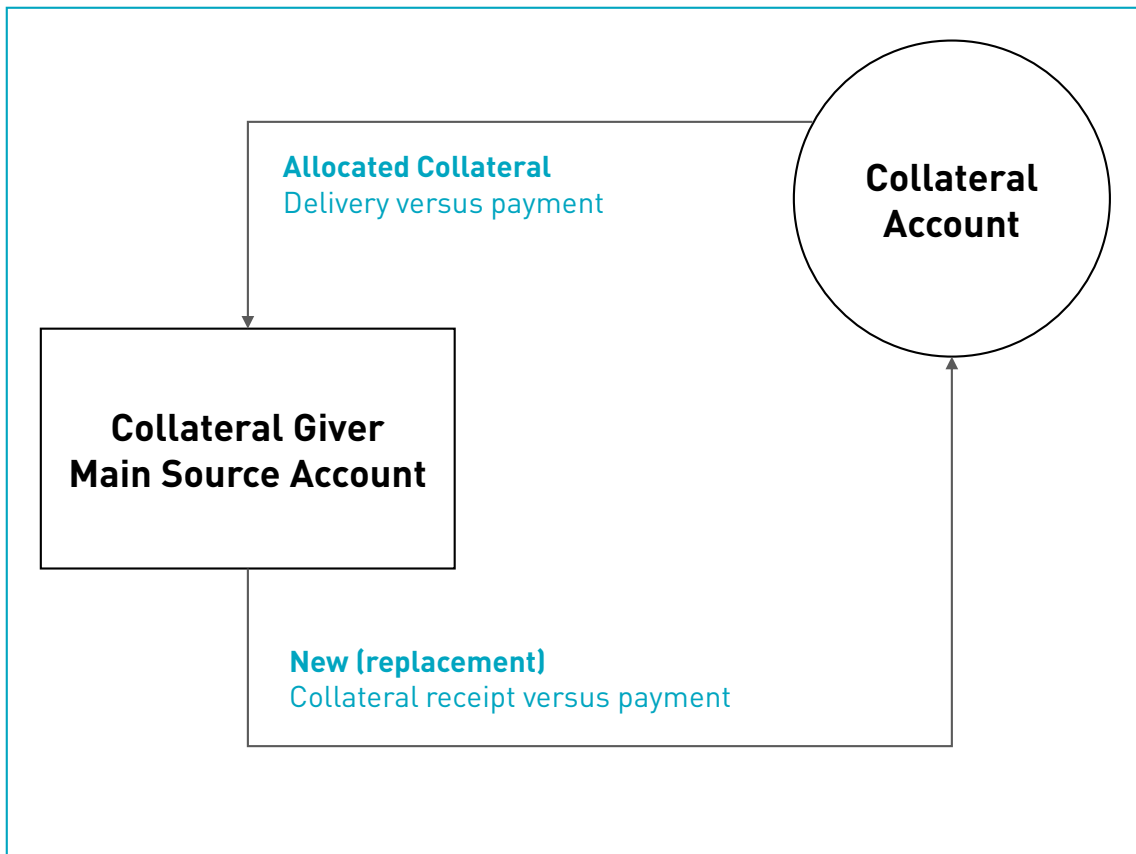 Allocated Collateral
Delivery versus payment
Collateral
Account
Collateral Giver
Main Source Account
New (replacement)
Collateral receipt versus payment